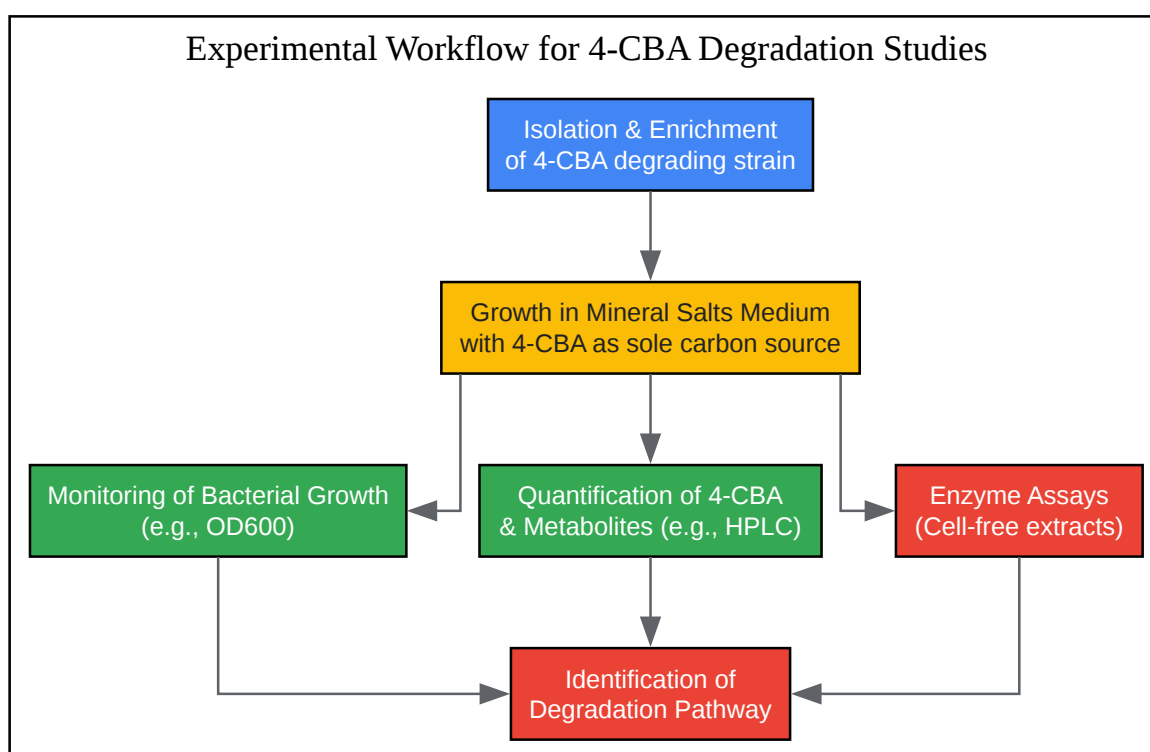 Experimental Workflow for 4-CBA Degradation Studies
Isolation & Enrichment
of 4-CBA degrading strain
Growth in Mineral Salts Medium
with 4-CBA as sole carbon source
Monitoring of Bacterial Growth
(e.g., OD600)
Quantification of 4-CBA
& Metabolites (e.g., HPLC)
Enzyme Assays
(Cell-free extracts)
Identification of
Degradation Pathway